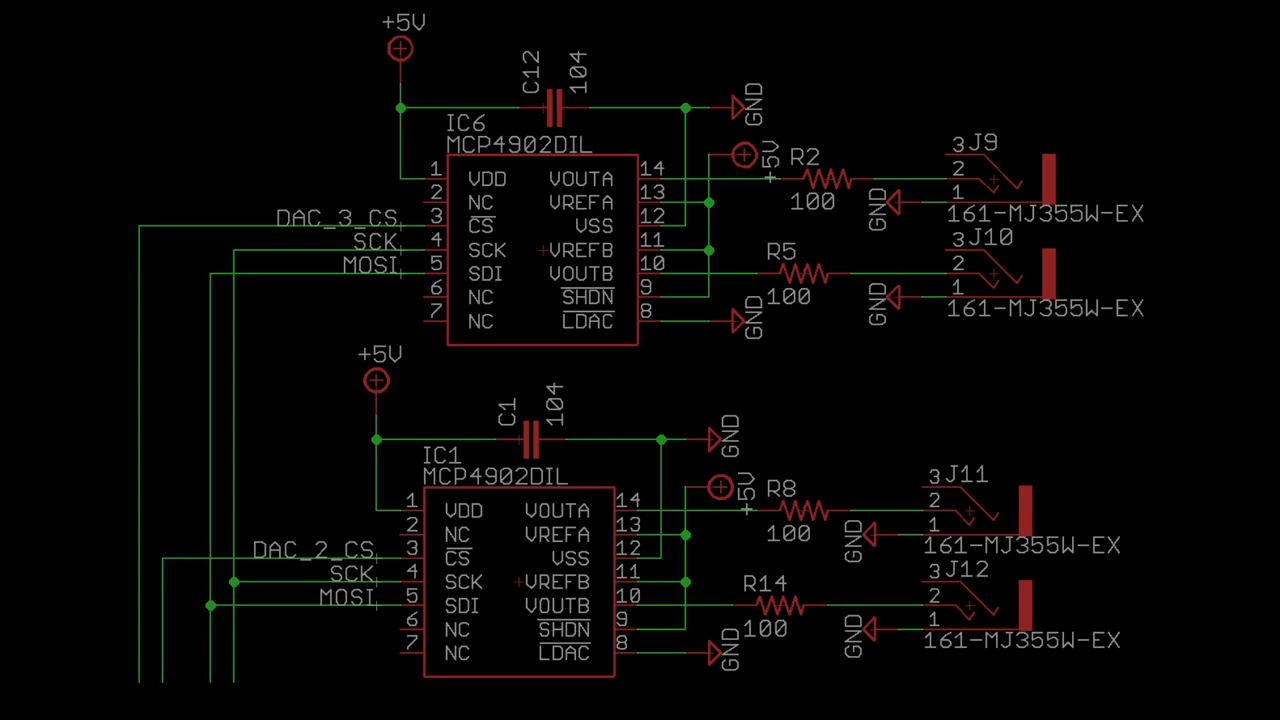 +5V
C12
104
GND
IC6
MCP4902DIL
+5V
R2
100
3 J9
2
1
GND
161-MJ355W-EX
1 VDD VOUTA 14
2 NC VREFA 13
DAC_3_CS 3 CS VSS 12
SCK 4 SCK VREFB 11
MOSI 5 SDI VOUTB 10
6 NC SHDN 9
7 NC LDAC 8
GND
R5
100
3 J10
2
1
GND
161-MJ355W-EX
+5V
C1
104
GND
IC1
MCP4902DIL
+5V
R8
100
3 J11
2
1
GND
161-MJ355W-EX
1 VDD VOUTA 14
2 NC VREFA 13
DAC_2_CS 3 CS VSS 12
SCK 4 SCK VREFB 11
MOSI 5 SDI VOUTB 10
6 NC SHDN 9
7 NC LDAC 8
GND
R14
100
3 J12
2
1
GND
161-MJ355W-EX